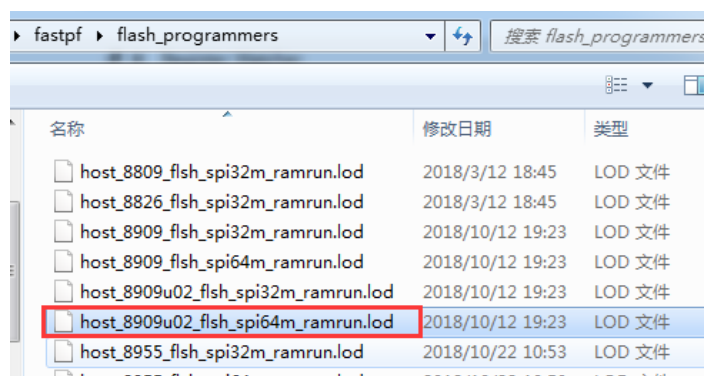 fastpf ▸ flash_programmers 搜索 flash_programmers
名称 修改日期 类型
host_8809_flsh_spi32m_ramrun.lod 2018/3/12 18:45 LOD 文件
host_8826_flsh_spi32m_ramrun.lod 2018/3/12 18:45 LOD 文件
host_8909_flsh_spi32m_ramrun.lod 2018/10/12 19:23 LOD 文件
host_8909_flsh_spi64m_ramrun.lod 2018/10/12 19:23 LOD 文件
host_8909u02_flsh_spi32m_ramrun.lod 2018/10/12 19:23 LOD 文件
host_8909u02_flsh_spi64m_ramrun.lod 2018/10/12 19:23 LOD 文件
host_8955_flsh_spi32m_ramrun.lod 2018/10/22 10:53 LOD 文件